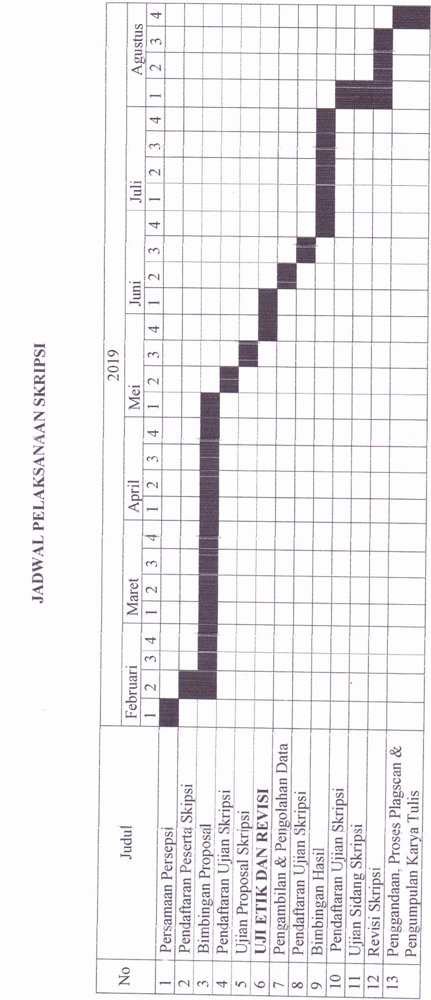 JADWAL PELAKSANAAN SKRIPSI
No Judul 2019
Februari Maret April Mei Juni Juli Agustus
1 2 3 4 1 2 3 4 1 2 3 4 1 2 3 4 1 2 3 4 1 2 3 4 1 2 3 4
1 Persamaan Persepsi
2 Pendaftaran Peserta Skipsi
3 Bimbingan Proposal
4 Pendaftaran Ujian Skripsi
5 Ujian Proposal Skripsi
6 UJI ETIK DAN REVISI
7 Pengambilan & Pengolahan Data
8 Pendaftaran Ujian Skripsi
9 Bimbingan Hasil
10 Pendaftaran Ujian Skripsi
11 Ujian Sidang Skripsi
12 Revisi Skripsi
13 Penggandaan, Proses Plagscan &
Pengumpulan Karya Tulis